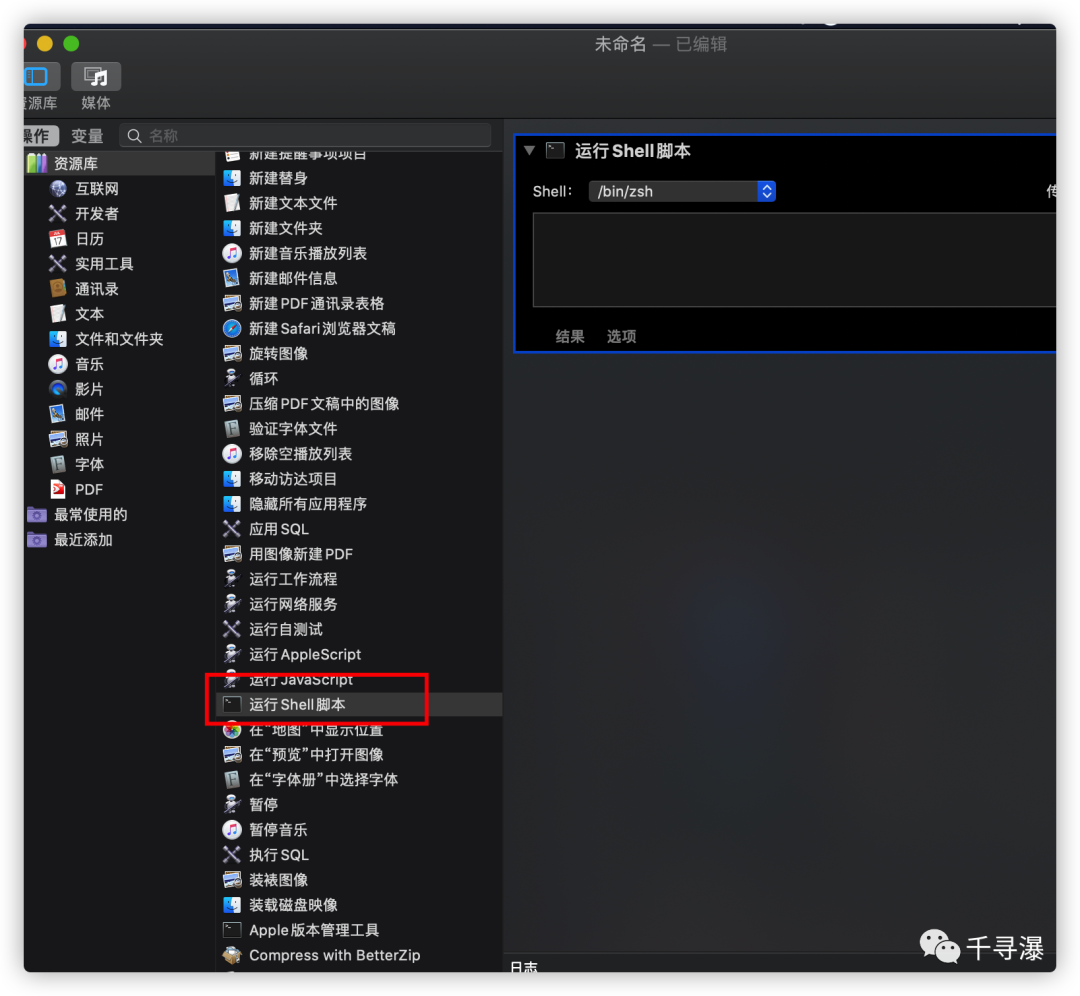 未命名 — 已编辑
资源库
媒体
操作
变量
名称
资源库
互联网
开发者
日历
实用工具
通讯录
文本
文件和文件夹
音乐
影片
邮件
照片
字体
PDF
最常使用的
最近添加
新建提醒事项项目
新建替身
新建文本文件
新建文件夹
新建音乐播放列表
新建邮件信息
新建PDF通讯录表格
新建Safari浏览器文稿
旋转图像
循环
压缩PDF文稿中的图像
验证字体文件
移除空播放列表
移动访达项目
隐藏所有应用程序
应用SQL
用图像新建PDF
运行工作流程
运行网络服务
运行自测试
运行AppleScript
运行JavaScript
运行Shell脚本
在“地图”中显示位置
在“预览”中打开图像
在“字体册”中选择字体
暂停
暂停音乐
执行SQL
装裱图像
装载磁盘映像
Apple版本管理工具
Compress with BetterZip
运行Shell脚本
Shell: /bin/zsh
传
结果 选项
日志
千寻瀑